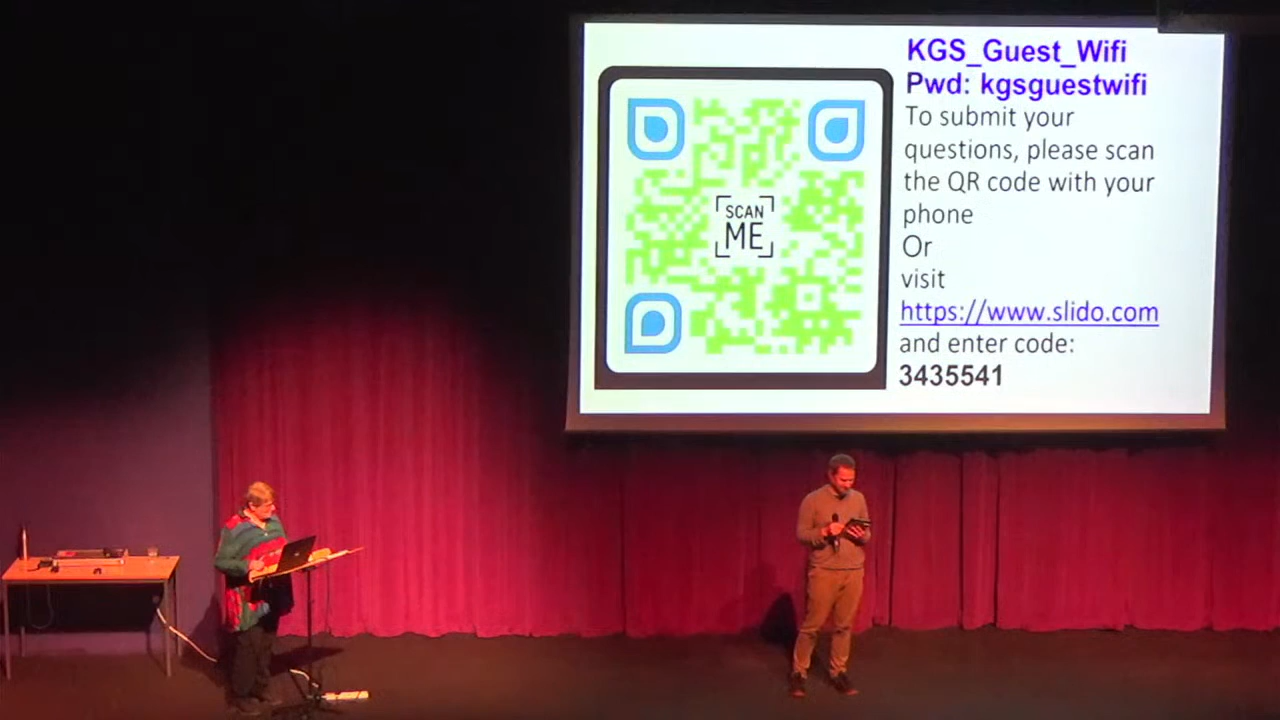 SCAN
ME
KGS_Guest_Wifi
Pwd: kgsguestwifi
To submit your
questions, please scan
the QR code with your
phone
Or
visit
https://www.slido.com
and enter code:
3435541